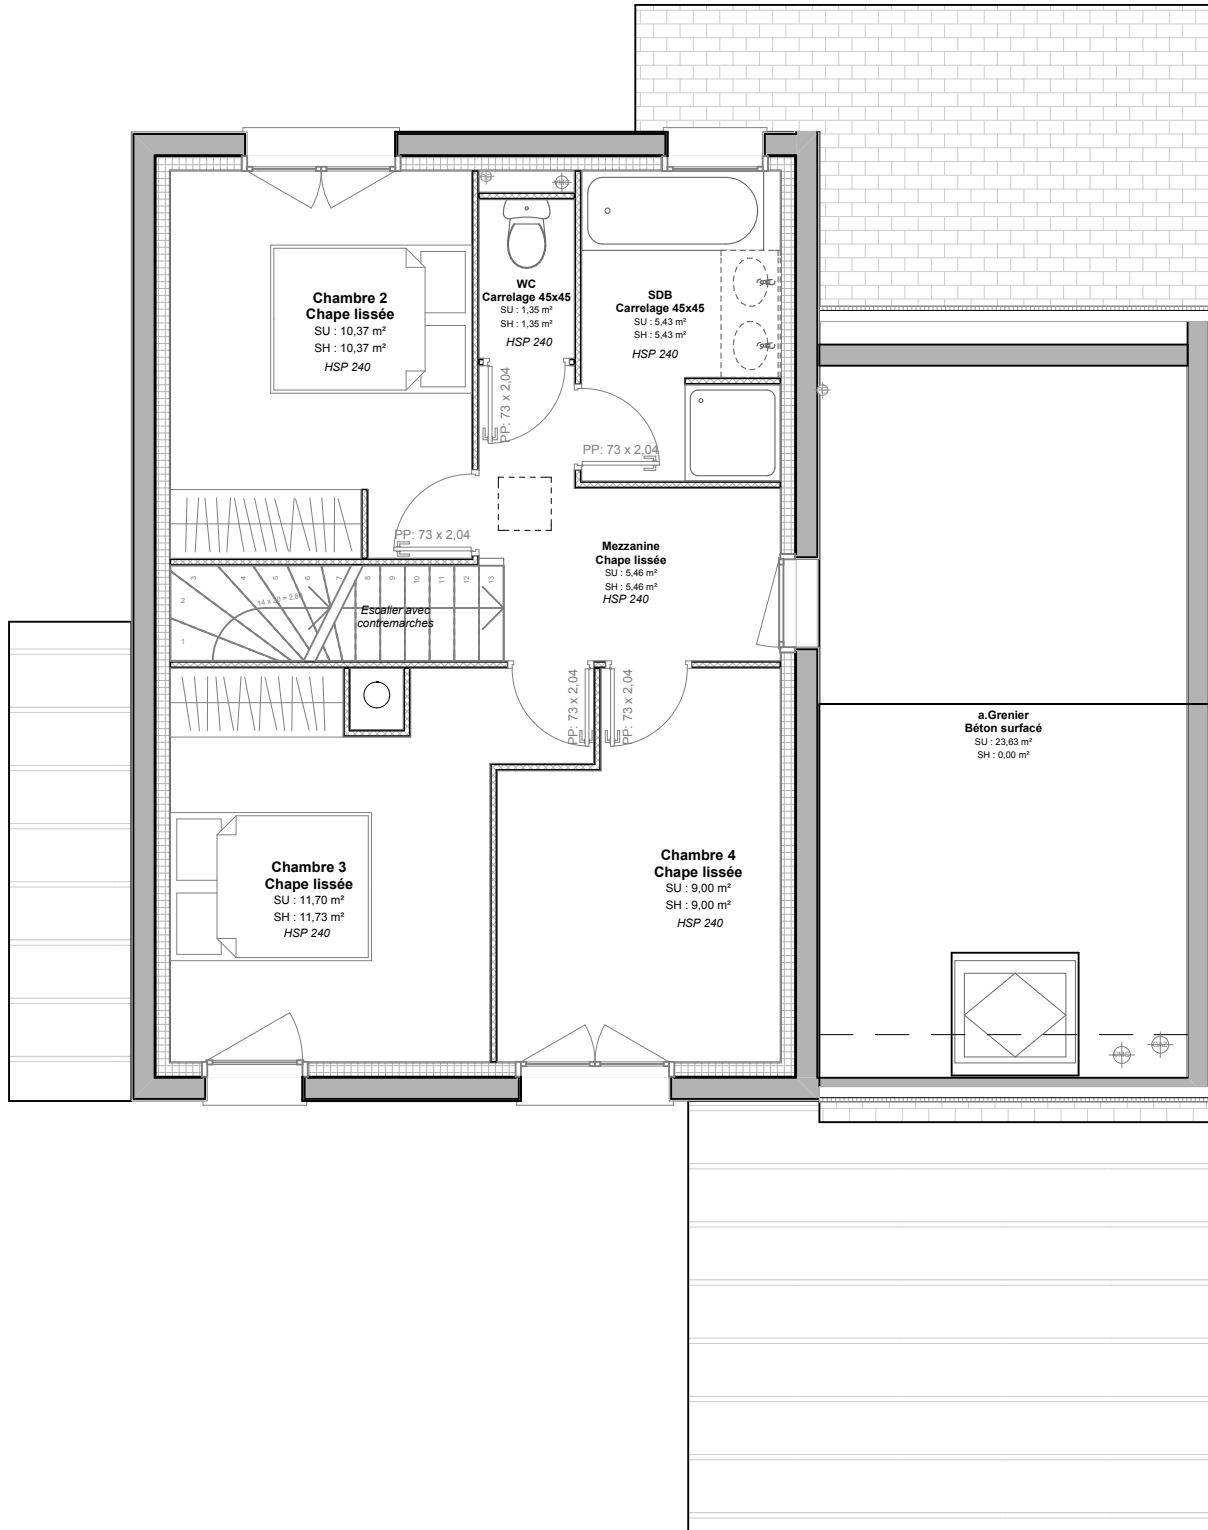 Chambre 2
Chape lissée
SU : 10,37 m²
SH : 10,37 m²
HSP 240
WC
Carrelage 45x45
SU : 1,35 m²
SH : 1,35 m²
HSP 240
SDB
Carrelage 45x45
SU : 5,43 m²
SH : 5,43 m²
HSP 240
PP: 73 x 2,04
PP: 73 x 2,04
PP: 73 x 2,04
Mezzanine
Chape lissée
SU : 5,46 m²
SH : 5,46 m²
HSP 240
1
2
3
4
5
6
7
8
9
10
11
12
13
Escalier avec
contremarches
PP: 73 x 2,04
PP: 73 x 2,04
a.Grenier
Béton surfacé
SU : 23,63 m²
SH : 0,00 m²
Chambre 3
Chape lissée
SU : 11,70 m²
SH : 11,73 m²
HSP 240
Chambre 4
Chape lissée
SU : 9,00 m²
SH : 9,00 m²
HSP 240